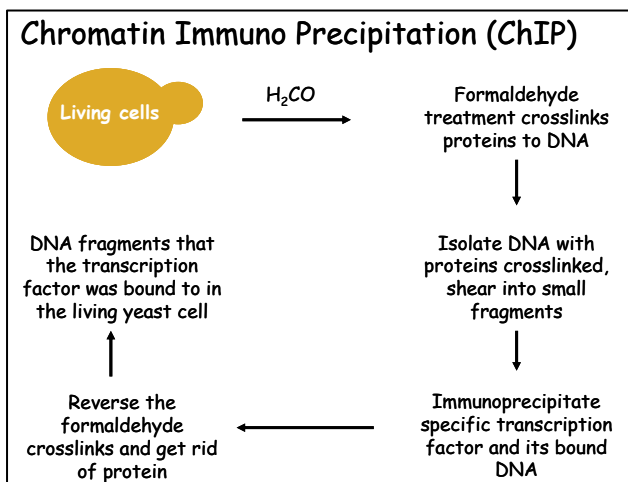 Chromatin Immuno Precipitation (ChIP)
Living cells
H₂CO
Formaldehyde
treatment crosslinks
proteins to DNA
Isolate DNA with
proteins crosslinked,
shear into small
fragments
Immunoprecipitate
specific transcription
factor and its bound
DNA
Reverse the
formaldehyde
crosslinks and get rid
of protein
DNA fragments that
the transcription
factor was bound to in
the living yeast cell